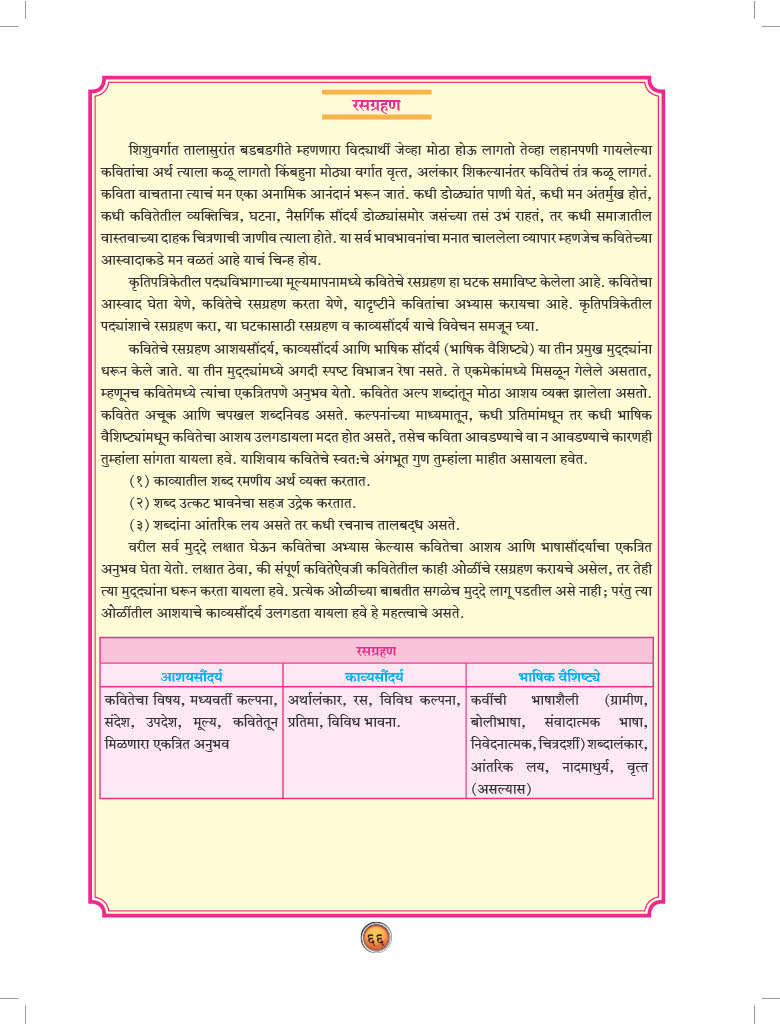 रसग्रहण
शिशुवर्गात तालासुरांत बडबडगीते म्हणणारा विद्यार्थी जेव्हा मोठा होऊ लागतो तेव्हा लहानपणी गायलेल्या
कवितांचा अर्थ त्याला कळू लागतो किंबहुना मोठ्या वर्गात वृत्त, अलंकार शिकल्यानंतर कवितेचं तंत्र कळू लागतं.
कविता वाचताना त्याचं मन एका अनामिक आनंदानं भरून जातं. कधी डोळ्यांत पाणी येतं, कधी मन अंतर्मुख होतं,
कधी कवितेतील व्यक्तिचित्र, घटना, नैसर्गिक सौंदर्य डोळ्यांसमोर जसंच्या तसं उभं राहतं, तर कधी समाजातील
वास्तवाच्या दाहक चित्रणाची जाणीव त्याला होते. या सर्व भावभावनांचा मनात चाललेला व्यापार म्हणजेच कवितेच्या
आस्वादाकडे मन वळतं आहे याचं चिन्ह होय.
कृतिपत्रिकेतील पद्यविभागाच्या मूल्यमापनामध्ये कवितेचे रसग्रहण हा घटक समाविष्ट केलेला आहे. कवितेचा
आस्वाद घेता येणे, कवितेचे रसग्रहण करता येणे, यादृष्टीने कवितांचा अभ्यास करायचा आहे. कृतिपत्रिकेतील
पद्यांशाचे रसग्रहण करा, या घटकासाठी रसग्रहण व काव्यसौंदर्य याचे विवेचन समजून घ्या.
कवितेचे रसग्रहण आशयसौंदर्य, काव्यसौंदर्य आणि भाषिक सौंदर्य (भाषिक वैशिष्ट्ये) या तीन प्रमुख मुद्द्यांना
धरून केले जाते. या तीन मुद्द्यांमध्ये अगदी स्पष्ट विभाजन रेषा नसते. ते एकमेकांमध्ये मिसळून गेलेले असतात,
म्हणूनच कवितेमध्ये त्यांचा एकत्रितपणे अनुभव येतो. कवितेत अल्प शब्दांतून मोठा आशय व्यक्त झालेला असतो.
कवितेत अचूक आणि चपखल शब्दनिवड असते. कल्पनांच्या माध्यमातून, कधी प्रतिमांमधून तर कधी भाषिक
वैशिष्ट्यांमधून कवितेचा आशय उलगडायला मदत होत असते, तसेच कविता आवडण्याचे वा न आवडण्याचे कारणही
तुम्हांला सांगता यायला हवे. याशिवाय कवितेचे स्वत:चे अंगभूत गुण तुम्हांला माहीत असायला हवेत.
(१) काव्यातील शब्द रमणीय अर्थ व्यक्त करतात.
(२) शब्द उत्कट भावनेचा सहज उद्रेक करतात.
(३) शब्दांना आंतरिक लय असते तर कधी रचनाच तालबद्ध असते.
वरील सर्व मुद्दे लक्षात घेऊन कवितेचा अभ्यास केल्यास कवितेचा आशय आणि भाषासौंदर्याचा एकत्रित
अनुभव घेता येतो. लक्षात ठेवा, की संपूर्ण कवितेऐवजी कवितेतील काही ओळींचे रसग्रहण करायचे असेल, तर तेही
त्या मुद्द्यांना धरून करता यायला हवे. प्रत्येक ओळीच्या बाबतीत सगळेच मुद्दे लागू पडतील असे नाही; परंतु त्या
ओळींतील आशयाचे काव्यसौंदर्य उलगडता यायला हवे हे महत्त्वाचे असते.
रसग्रहण
आशयसौंदर्य
कवितेचा विषय, मध्यवर्ती कल्पना,
संदेश, उपदेश, मूल्य, कवितेतून
मिळणारा एकत्रित अनुभव
काव्यसौंदर्य
अर्थालंकार, रस, विविध कल्पना,
प्रतिमा, विविध भावना.
भाषिक वैशिष्ट्ये
कवींची भाषाशैली (ग्रामीण,
बोलीभाषा, संवादात्मक भाषा,
निवेदनात्मक, चित्रदर्शी) शब्दालंकार,
आंतरिक लय, नादमाधुर्य, वृत्त
(असल्यास)
६६